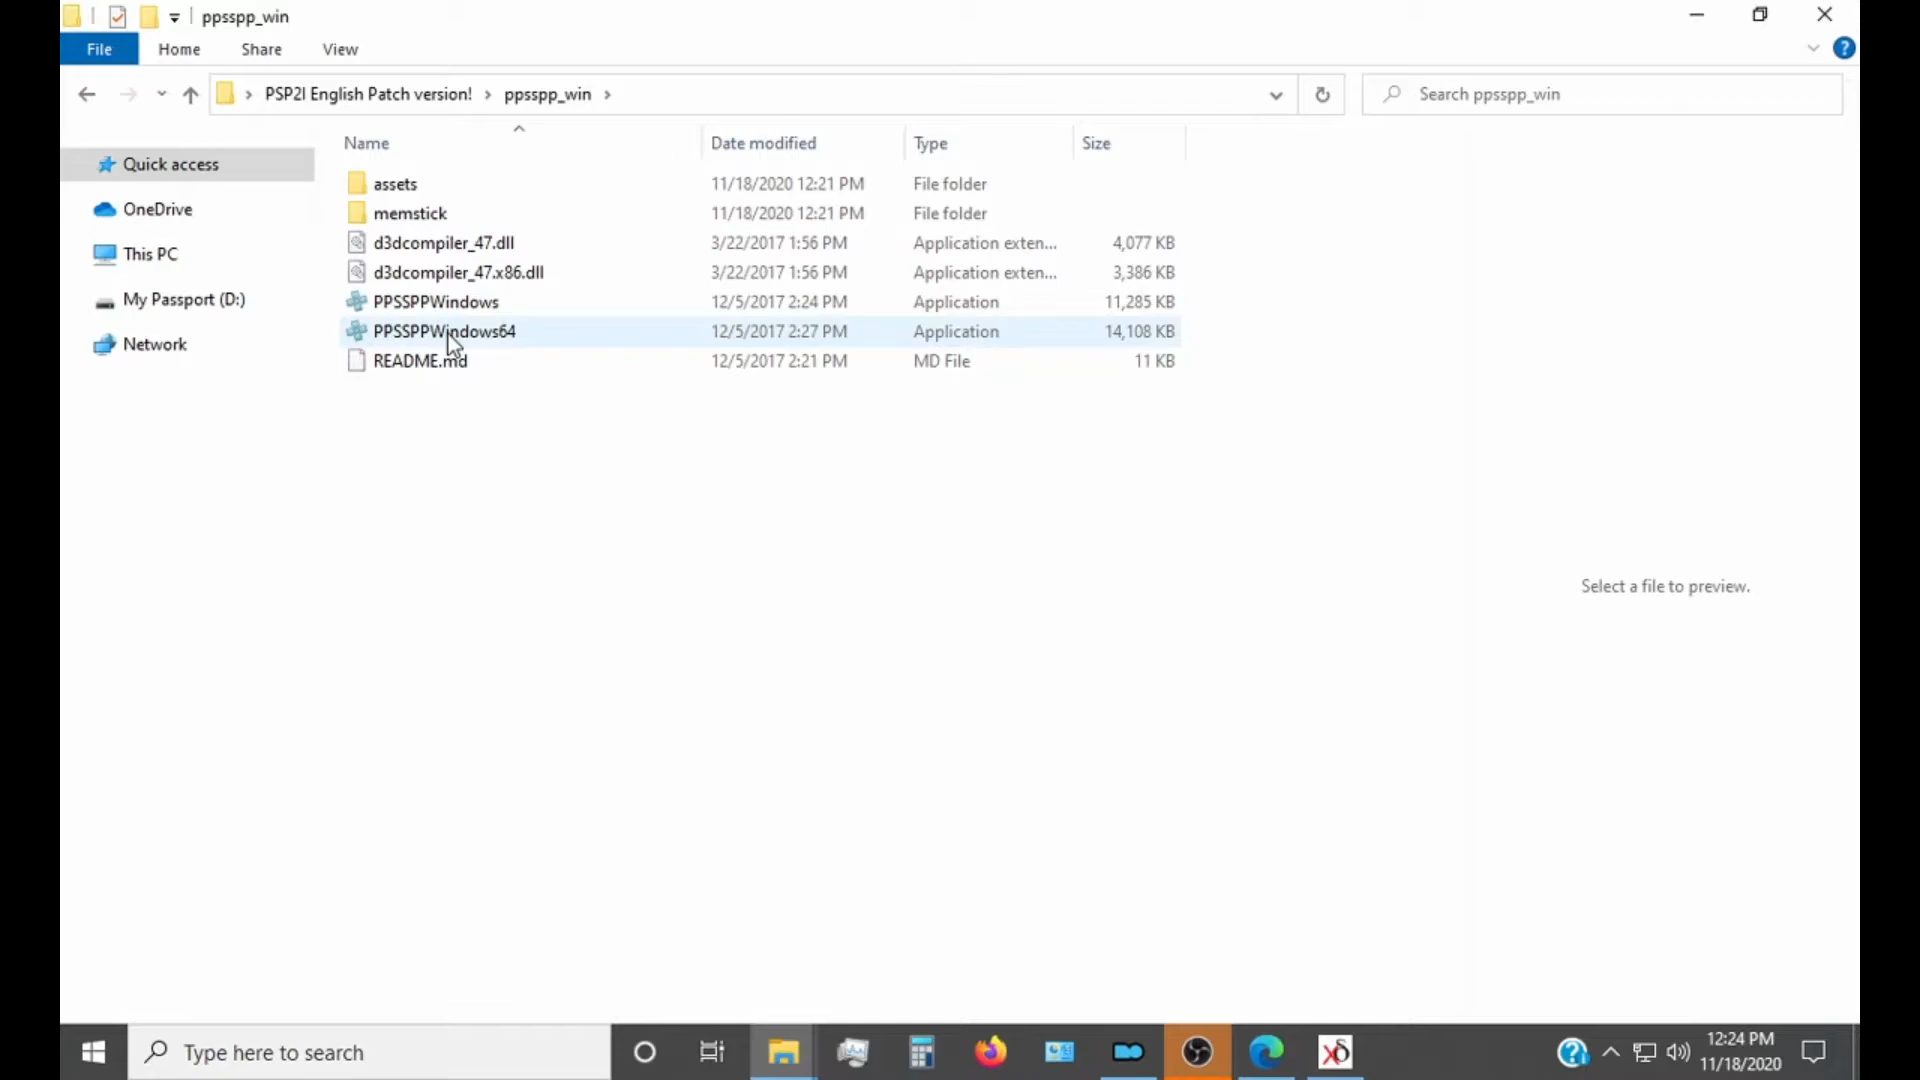 ppsspp_win
File Home Share View
PSP2I English Patch version! ppsspp_win Search ppsspp_win
Name Date modified Type Size
Quick access
OneDrive
This PC
My Passport (D:)
Network
assets 11/18/2020 12:21 PM File folder
memstick 11/18/2020 12:21 PM File folder
d3dcompiler_47.dll 3/22/2017 1:56 PM Application exten... 4,077 KB
d3dcompiler_47.x86.dll 3/22/2017 1:56 PM Application exten... 3,386 KB
PPSSPPWindows 12/5/2017 2:24 PM Application 11,285 KB
PPSSPPWindows64 12/5/2017 2:27 PM Application 14,108 KB
README.md 12/5/2017 2:21 PM MD File 11 KB
Select a file to preview.
Type here to search
12:24 PM
11/18/2020